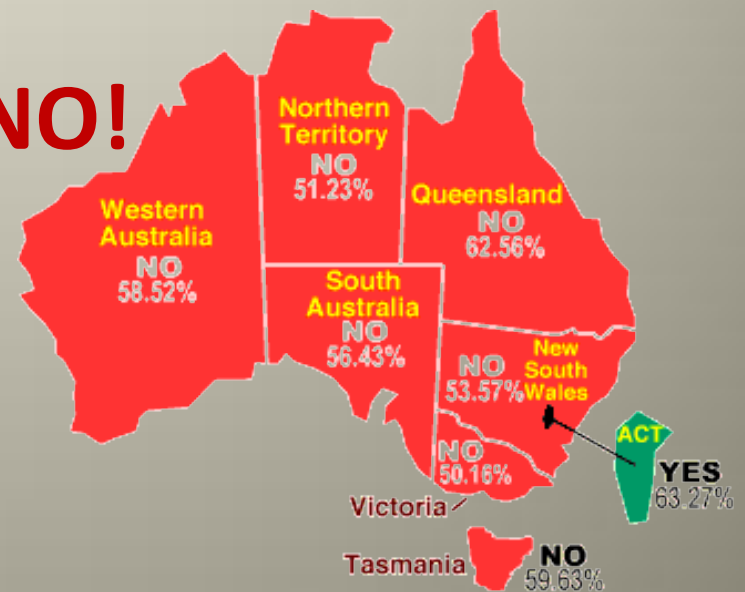 NO!
Northern
Territory
NO
51.23%
Western
Australia
NO
58.52%
Queensland
NO
62.56%
South
Australia
NO
56.43%
New
South
Wales
NO
53.57%
ACT
YES
63.27%
NO
50.16%
Victoria
Tasmania
NO
59.63%